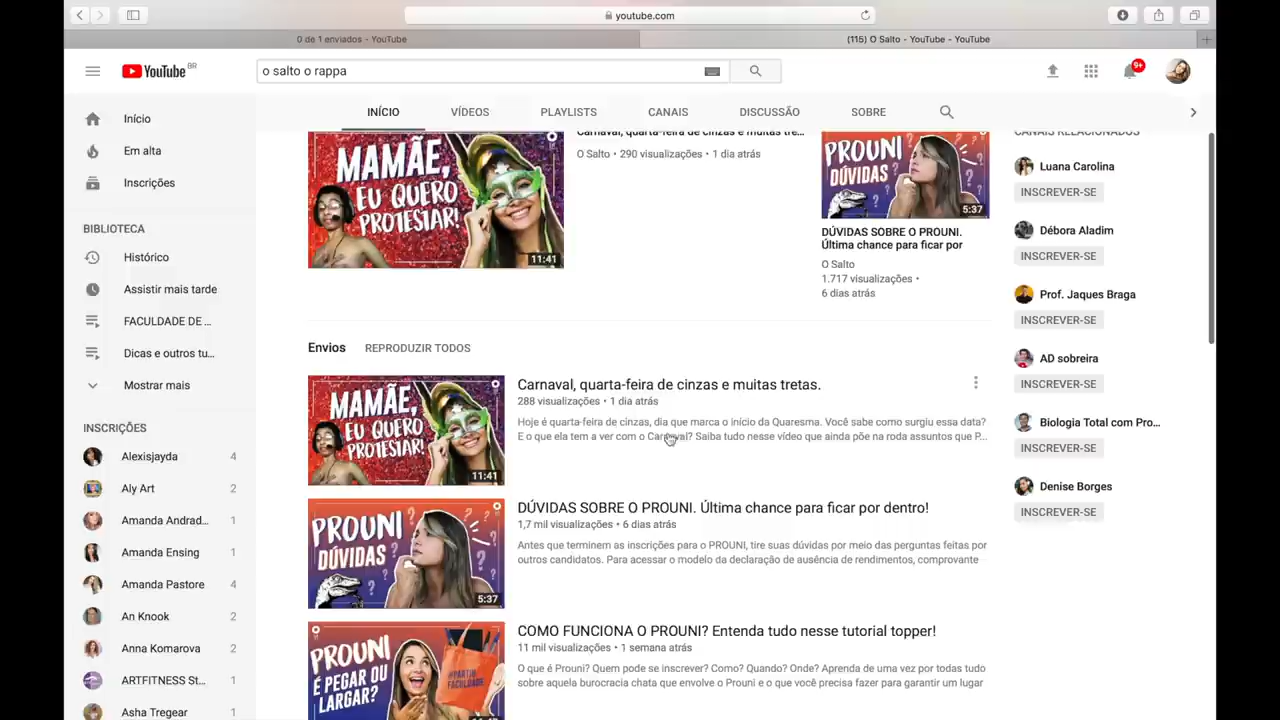 youtube.com
0 de 1 enviados - YouTube
(115) O Salto - YouTube - YouTube
YouTube BR
o salto o rappa
9+
INÍCIO
VÍDEOS
PLAYLISTS
CANAIS
DISCUSSÃO
SOBRE
Início
Em alta
Inscrições
BIBLIOTECA
Histórico
Assistir mais tarde
FACULDADE DE ...
Dicas e outros tu...
Mostrar mais
INSCRIÇÕES
Alexisjayda 4
Aly Art 2
Amanda Andrad... 1
Amanda Ensing 1
Amanda Pastore 4
An Knook 2
Anna Komarova 2
ARTFITNESS St... 1
Asha Tregear 1
MAMÃE,
EU QUERO
PROTESTAR!
11:41
Carnaval, quarta-feira de cinzas e muitas tre...
O Salto • 290 visualizações • 1 dia atrás
PROUNI
DÚVIDAS
5:37
DÚVIDAS SOBRE O PROUNI.
Última chance para ficar por
O Salto
1.717 visualizações •
6 dias atrás
Envios
REPRODUZIR TODOS
MAMÃE,
EU QUERO
PROTESTAR!
11:41
Carnaval, quarta-feira de cinzas e muitas tretas.
288 visualizações • 1 dia atrás
Hoje é quarta-feira de cinzas, dia que marca o início da Quaresma. Você sabe como surgiu essa data?
E o que ela tem a ver com o Carnaval? Saiba tudo nesse vídeo que ainda põe na roda assuntos que P...
PROUNI
DÚVIDAS
5:37
DÚVIDAS SOBRE O PROUNI. Última chance para ficar por dentro!
1,7 mil visualizações • 6 dias atrás
Antes que terminem as inscrições para o PROUNI, tire suas dúvidas por meio das perguntas feitas por
outros candidatos. Para acessar o modelo da declaração de ausência de rendimentos, comprovante
PROUNI
É PEGAR OU
LARGAR?
#PARTIU
FACULDADE
COMO FUNCIONA O PROUNI? Entenda tudo nesse tutorial topper!
11 mil visualizações • 1 semana atrás
O que é Prouni? Quem pode se inscrever? Como? Quando? Onde? Aprenda de uma vez por todas tudo
sobre aquela burocracia chata que envolve o Prouni e o que você precisa fazer para garantir um lugar
CANAIS RELACIONADOS
Luana Carolina
INSCREVER-SE
Débora Aladim
INSCREVER-SE
Prof. Jaques Braga
INSCREVER-SE
AD sobreira
INSCREVER-SE
Biologia Total com Pro...
INSCREVER-SE
Denise Borges
INSCREVER-SE